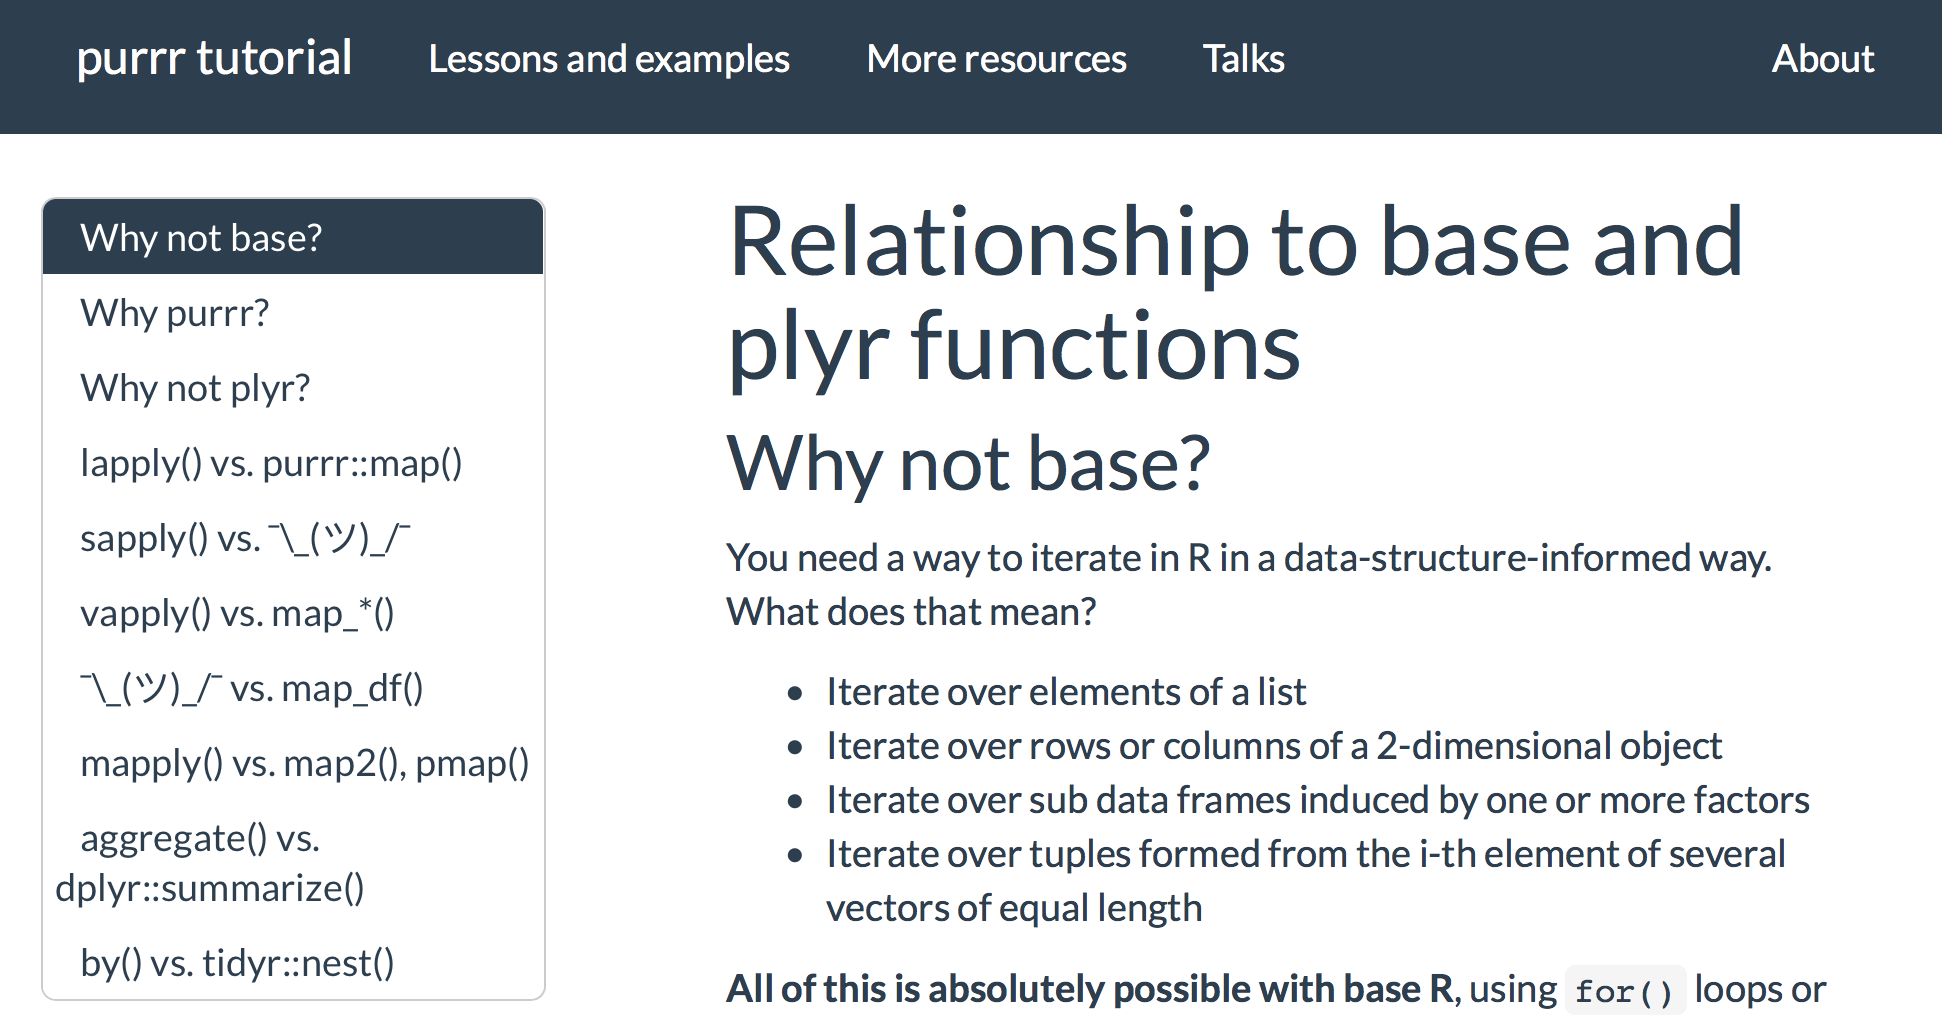 purrr tutorial Lessons and examples More resources Talks About
Why not base?
Why purrr?
Why not plyr?
lapply() vs. purrr::map()
sapply() vs. ¯\_(ツ)_/¯
vapply() vs. map_*()
¯\_(ツ)_/¯ vs. map_df()
mapply() vs. map2(), pmap()
aggregate() vs.
dplyr::summarize()
by() vs. tidyr::nest()
Relationship to base and
plyr functions
Why not base?
You need a way to iterate in R in a data-structure-informed way.
What does that mean?
• Iterate over elements of a list
• Iterate over rows or columns of a 2-dimensional object
• Iterate over sub data frames induced by one or more factors
• Iterate over tuples formed from the i-th element of several
vectors of equal length
All of this is absolutely possible with base R, using for() loops or